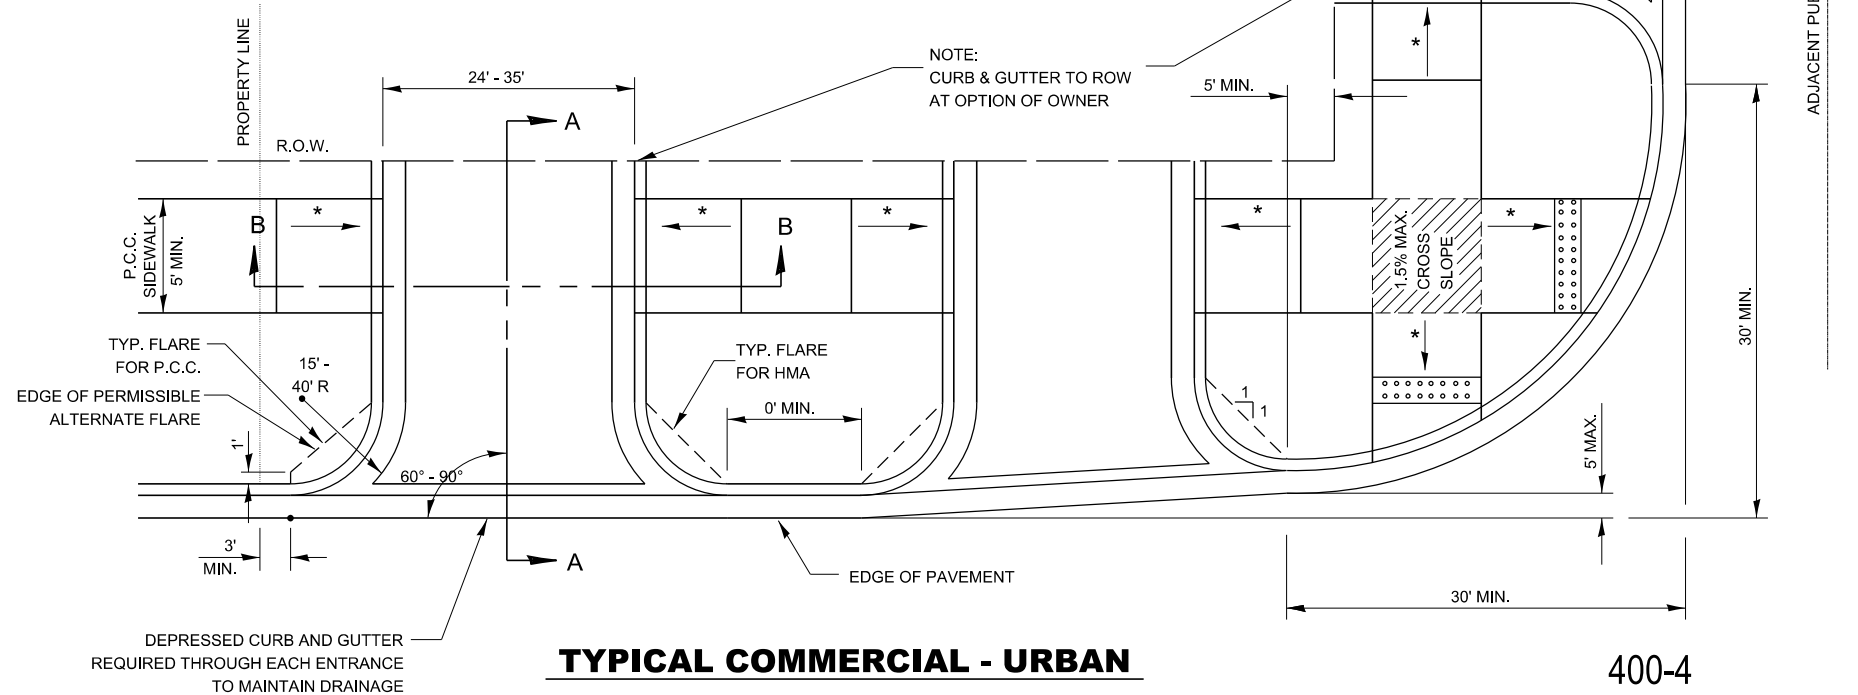 PROPERTY LINE
24' - 35'
NOTE:
CURB & GUTTER TO ROW
AT OPTION OF OWNER
5' MIN.
*
A
R.O.W.
P.C.C.
SIDEWALK
5' MIN.
B
*
*
*
B
*
1.5% MAX.
CROSS
SLOPE
*
*
30' MIN.
TYP. FLARE
FOR P.C.C.
15' -
40' R
EDGE OF PERMISSIBLE
ALTERNATE FLARE
TYP. FLARE
FOR HMA
0' MIN.
1
1
1'
60° - 90°
5' MAX.
3'
MIN.
A
EDGE OF PAVEMENT
30' MIN.
DEPRESSED CURB AND GUTTER
REQUIRED THROUGH EACH ENTRANCE
TO MAINTAIN DRAINAGE
TYPICAL COMMERCIAL - URBAN
400-4
ADJACENT